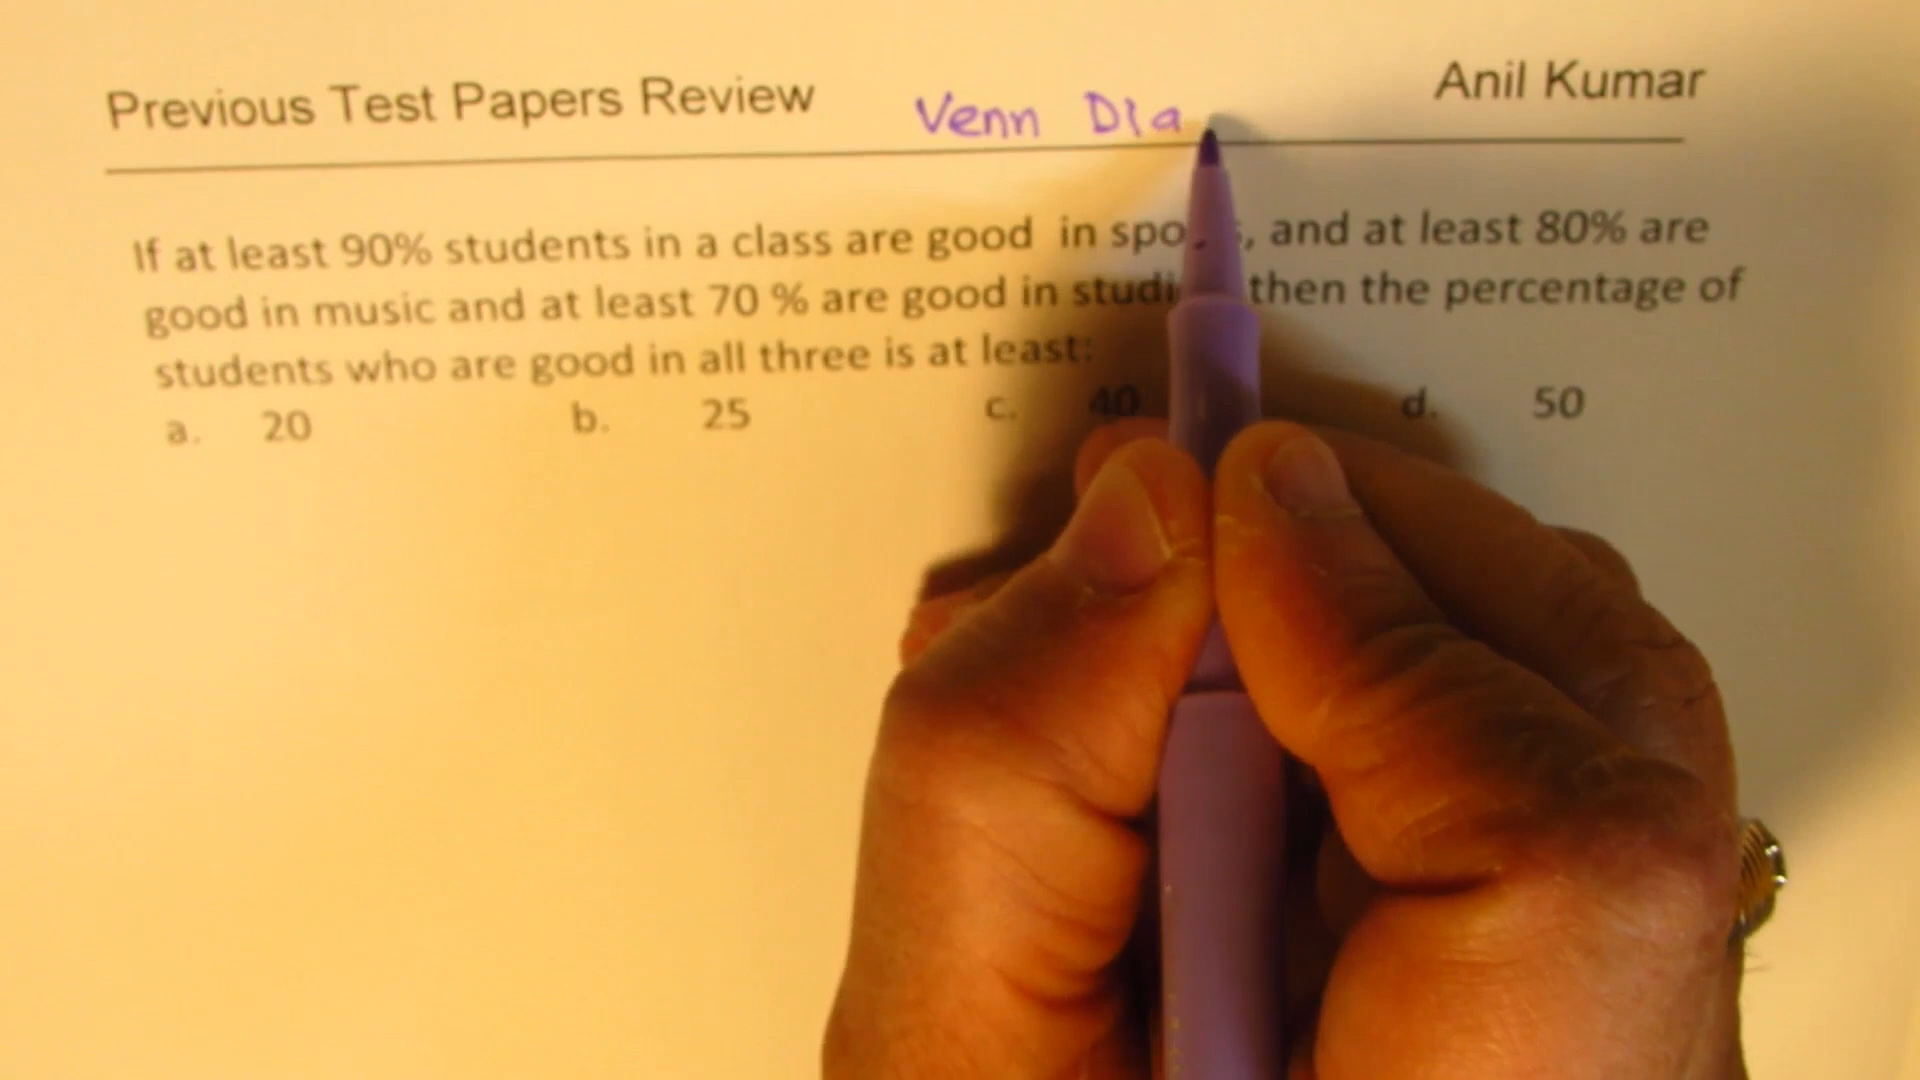 Previous Test Papers Review Venn Dia Anil Kumar
If at least 90% students in a class are good in , and at least 80% are
good in music and at least 70 % are good in then the percentage of
students who are good in all three is at least:
a. 20 b. 25 c. 40 d. 50